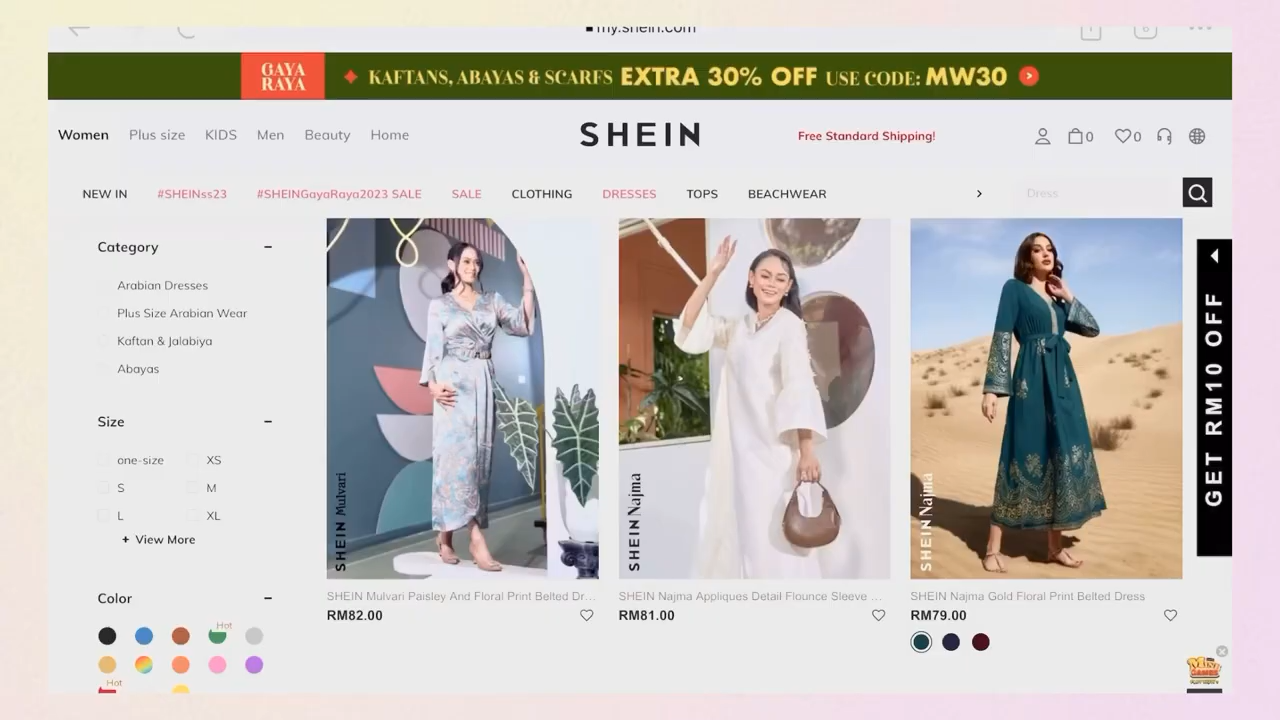 my.shein.com
GAYA
RAYA
KAFTANS, ABAYAS & SCARFS EXTRA 30% OFF USE CODE: MW30
Women Plus size KIDS Men Beauty Home
SHEIN
Free Standard Shipping!
0
0
NEW IN #SHEINss23 #SHEINGayaRaya2023 SALE SALE CLOTHING DRESSES TOPS BEACHWEAR
Dress
Category
Arabian Dresses
Plus Size Arabian Wear
Kaftan & Jalabiya
Abayas
Size
one-size XS
S M
L XL
+ View More
Color
Hot
Hot
SHEIN Mulvari
SHEIN Mulvari Paisley And Floral Print Belted Dr...
RM82.00
SHEIN Najma
SHEIN Najma Appliques Detail Flounce Sleeve ...
RM81.00
SHEIN Najma
SHEIN Najma Gold Floral Print Belted Dress
RM79.00
GET RM10 OFF
MINI
GAMES